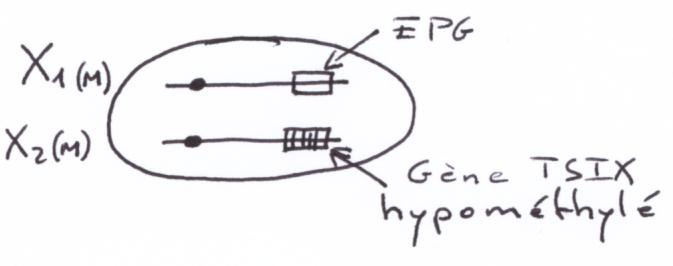 EPG
X₁ (M)
X₂ (M)
Gène TSIX
hypométhylé